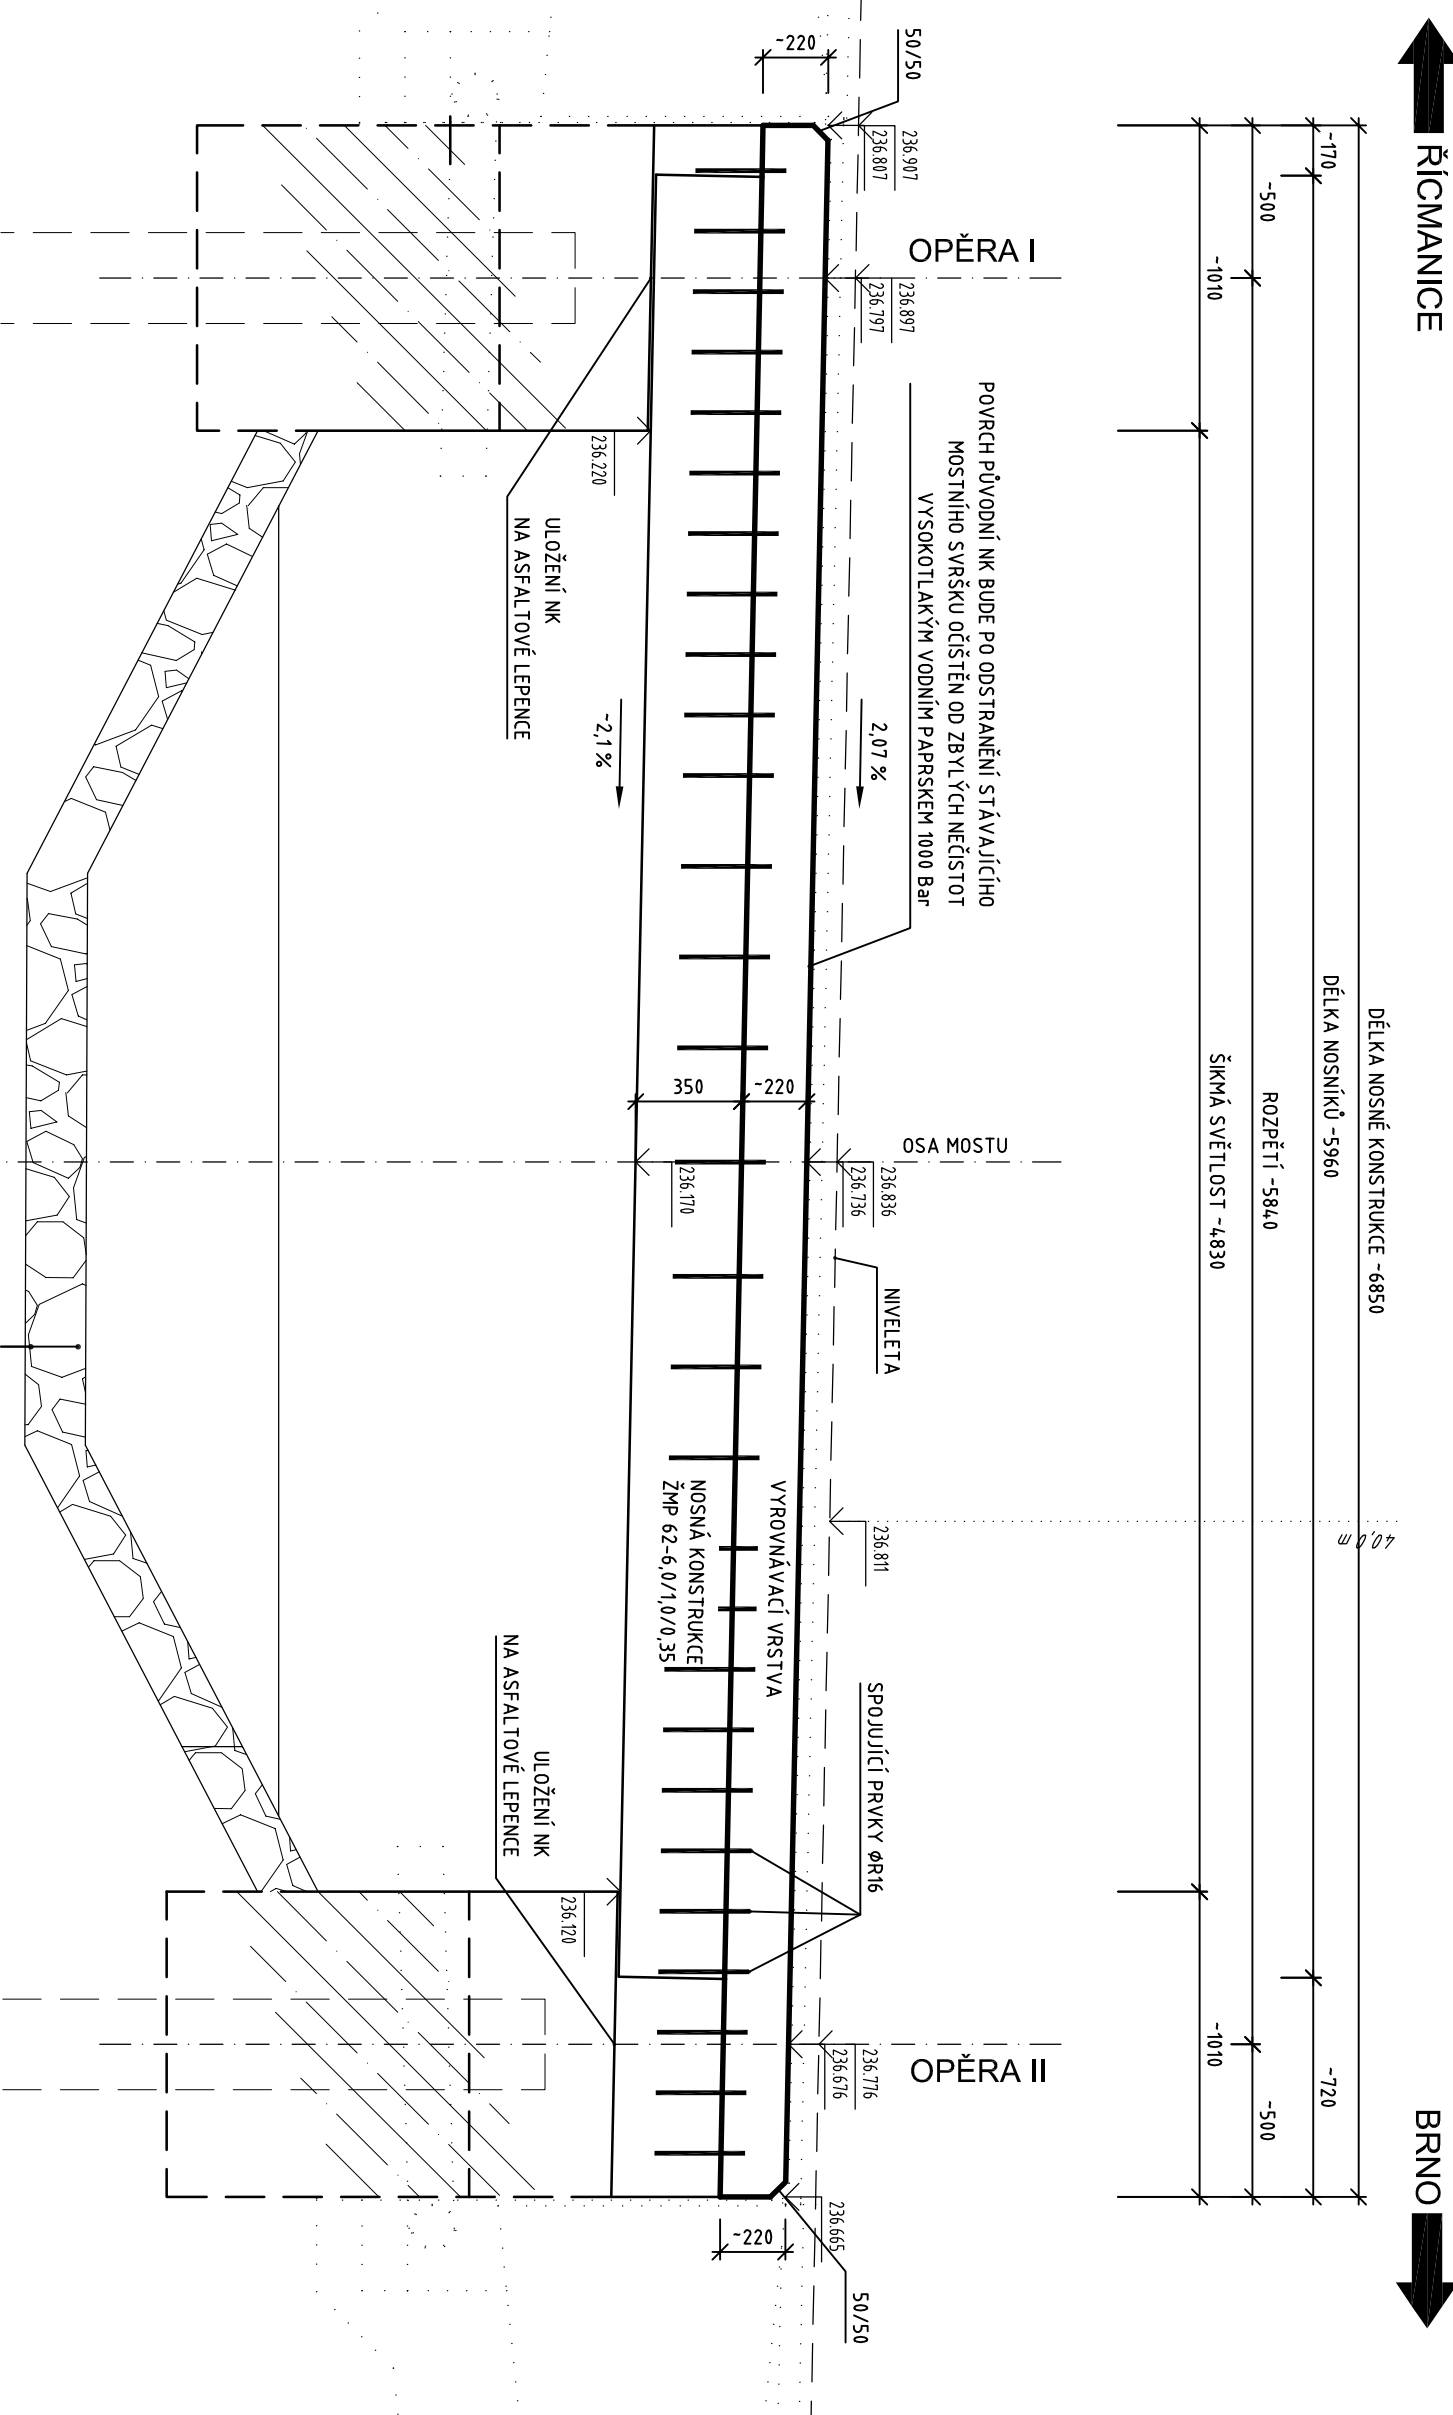 ŘÍCMANICE
BRNO
DÉLKA NOSNÉ KONSTRUKCE ~6850
~170
DÉLKA NOSNÍKŮ ~5960
~720
~500
ROZPĚTÍ ~5840
~500
~1010
ŠIKMÁ SVĚTLOST ~4830
~1010
40,0 m
OPĚRA I
OSA MOSTU
OPĚRA II
POVRCH PŮVODNÍ NK BUDE PO ODSTRANĚNÍ STÁVAJÍCÍHO
MOSTNÍHO SVRŠKU OČIŠTĚN OD ZBYLÝCH NEČISTOT
VYSOKOTLAKÝM VODNÍM PAPRSKEM 1000 Bar
50/50
~220
236.907
236.807
236.897
236.797
2,07 %
236.836
236.736
NIVELETA
236.811
SPOJUJÍCÍ PRVKY ØR16
236.776
236.676
236.665
50/50
~220
~220
350
VYROVNÁVACÍ VRSTVA
NOSNÁ KONSTRUKCE
ŽMP 62-6,0/1,0/0,35
236.170
~2,1 %
236.220
236.120
ULOŽENÍ NK
NA ASFALTOVÉ LEPENCE
ULOŽENÍ NK
NA ASFALTOVÉ LEPENCE